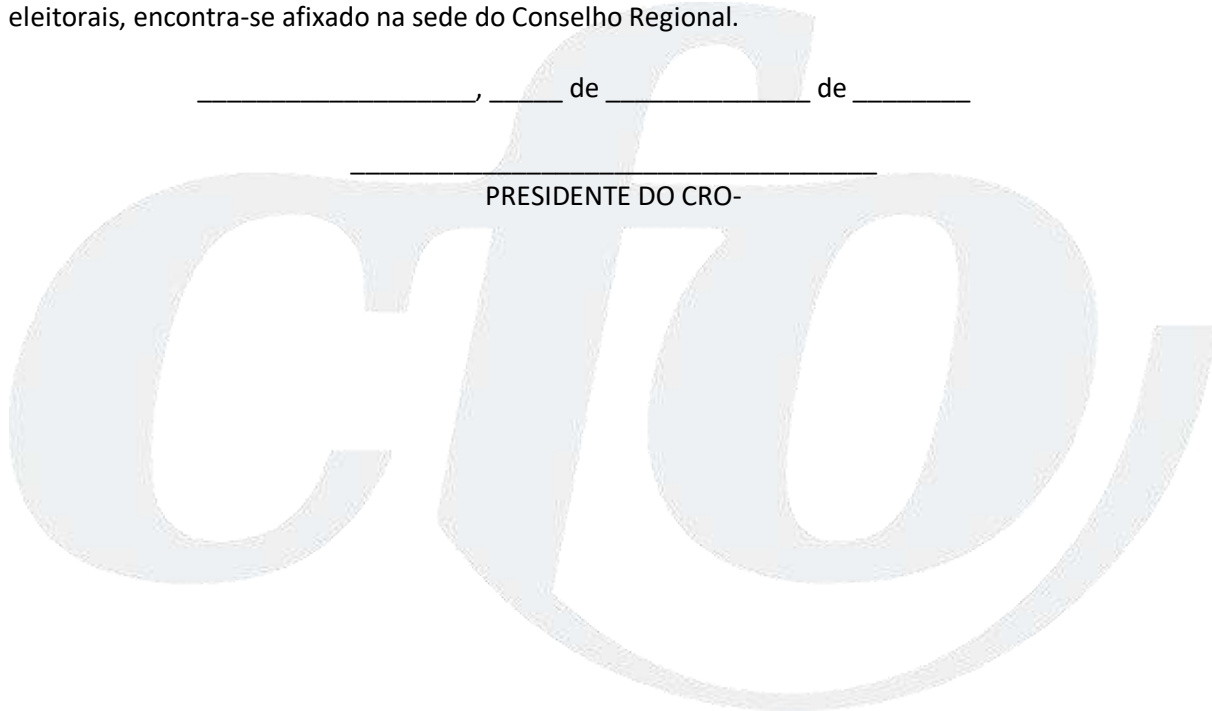 eleitorais, encontra-se afixado na sede do Conselho Regional.
___________________, _____ de ______________ de ________
____________________________________
PRESIDENTE DO CRO-
cfo